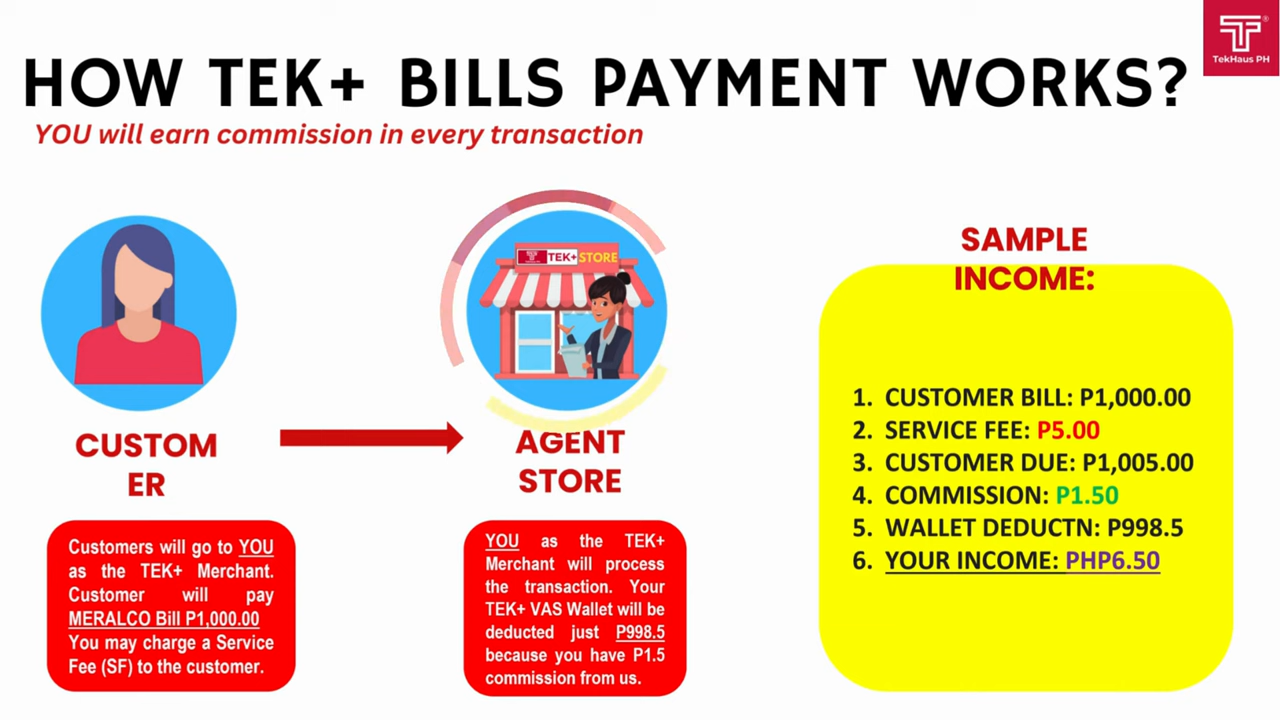 TekHaus PH
HOW TEK+ BILLS PAYMENT WORKS?
YOU will earn commission in every transaction
TEK+ STORE
CUSTOM
ER
AGENT
STORE
Customers will go to YOU
as the TEK+ Merchant.
Customer will pay
MERALCO Bill P1,000.00
You may charge a Service
Fee (SF) to the customer.
YOU as the TEK+
Merchant will process
the transaction. Your
TEK+ VAS Wallet will be
deducted just P998.5
because you have P1.5
commission from us.
SAMPLE
INCOME:
1. CUSTOMER BILL: P1,000.00
2. SERVICE FEE: P5.00
3. CUSTOMER DUE: P1,005.00
4. COMMISSION: P1.50
5. WALLET DEDUCTN: P998.5
6. YOUR INCOME: PHP6.50